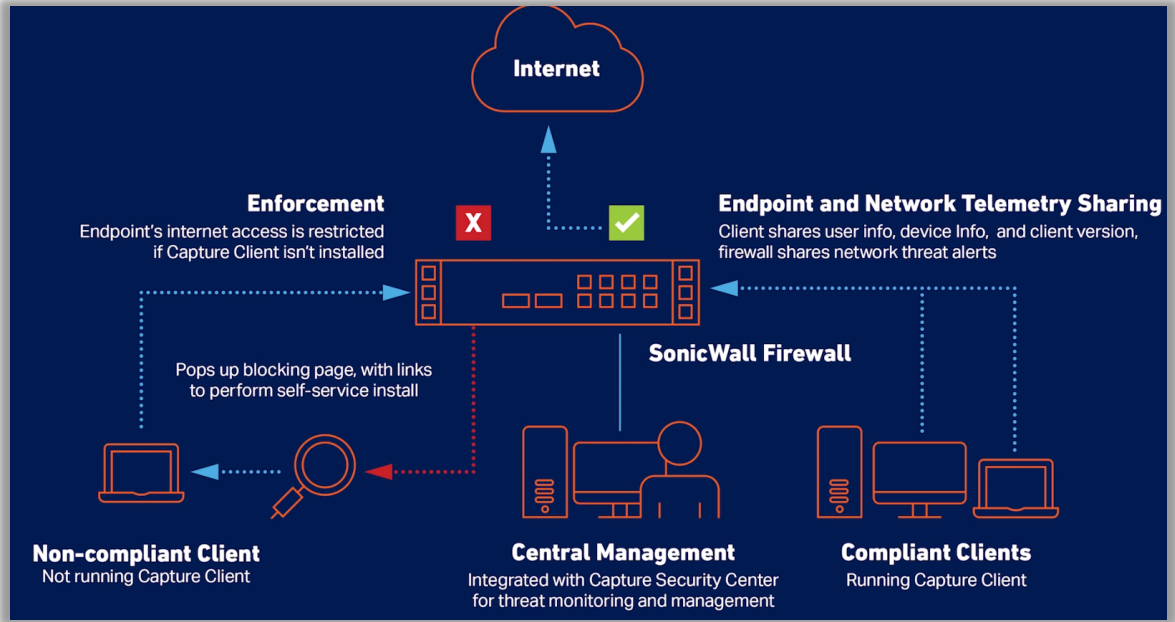 Internet
Enforcement
Endpoint's internet access is restricted
if Capture Client isn't installed
X
Endpoint and Network Telemetry Sharing
Client shares user info, device Info, and client version,
firewall shares network threat alerts
SonicWall Firewall
Pops up blocking page, with links
to perform self-service install
Non-compliant Client
Not running Capture Client
Central Management
Integrated with Capture Security Center
for threat monitoring and management
Compliant Clients
Running Capture Client